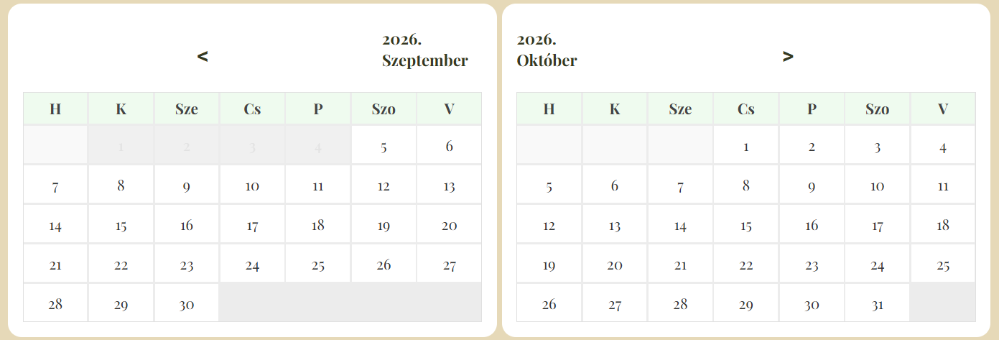 <
2026.
Szeptember
H K Sze Cs P Szo V
1 2 3 4 5 6
7 8 9 10 11 12 13
14 15 16 17 18 19 20
21 22 23 24 25 26 27
28 29 30
2026.
Október
>
H K Sze Cs P Szo V
1 2 3 4
5 6 7 8 9 10 11
12 13 14 15 16 17 18
19 20 21 22 23 24 25
26 27 28 29 30 31